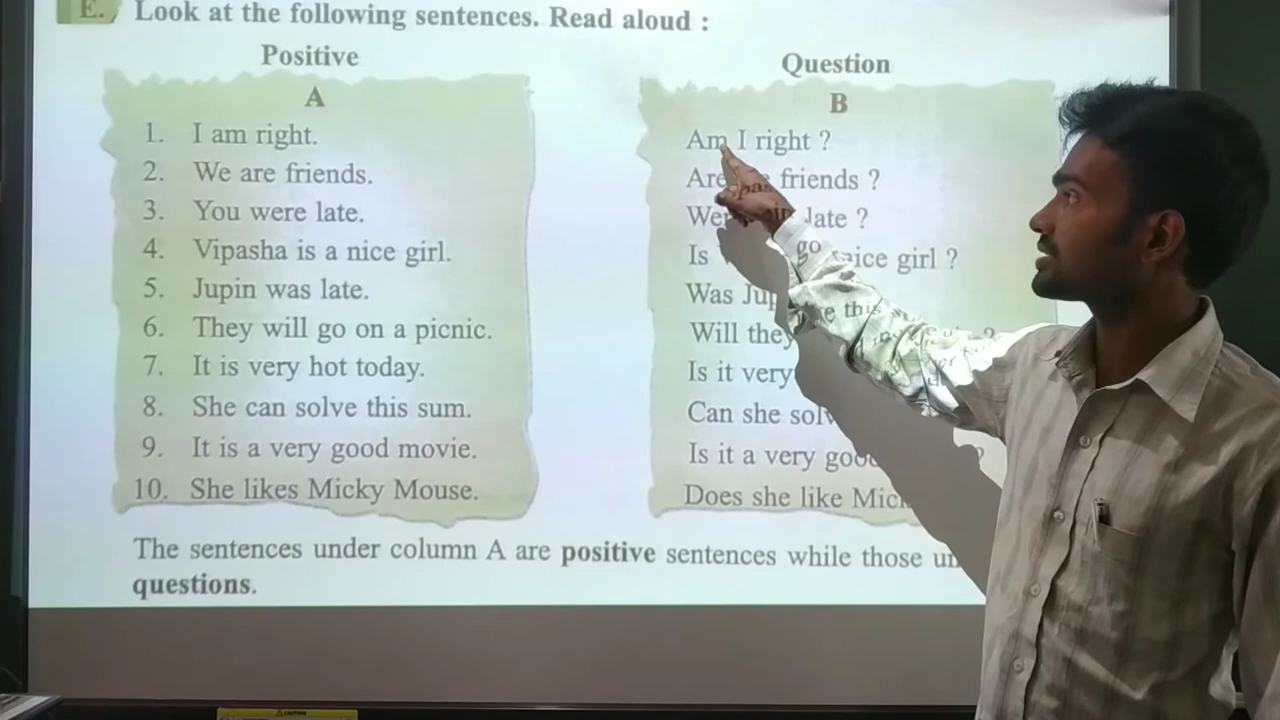 E. Look at the following sentences. Read aloud :
Positive
A
1. I am right.
2. We are friends.
3. You were late.
4. Vipasha is a nice girl.
5. Jupin was late.
6. They will go on a picnic.
7. It is very hot today.
8. She can solve this sum.
9. It is a very good movie.
10. She likes Micky Mouse.
Question
B
Am I right ?
Are friends ?
late ?
Is nice girl ?
Was
Will they
Is it very
Can she
Is it a very
Does she like
The sentences under column A are positive sentences while those
questions.
CAUTION